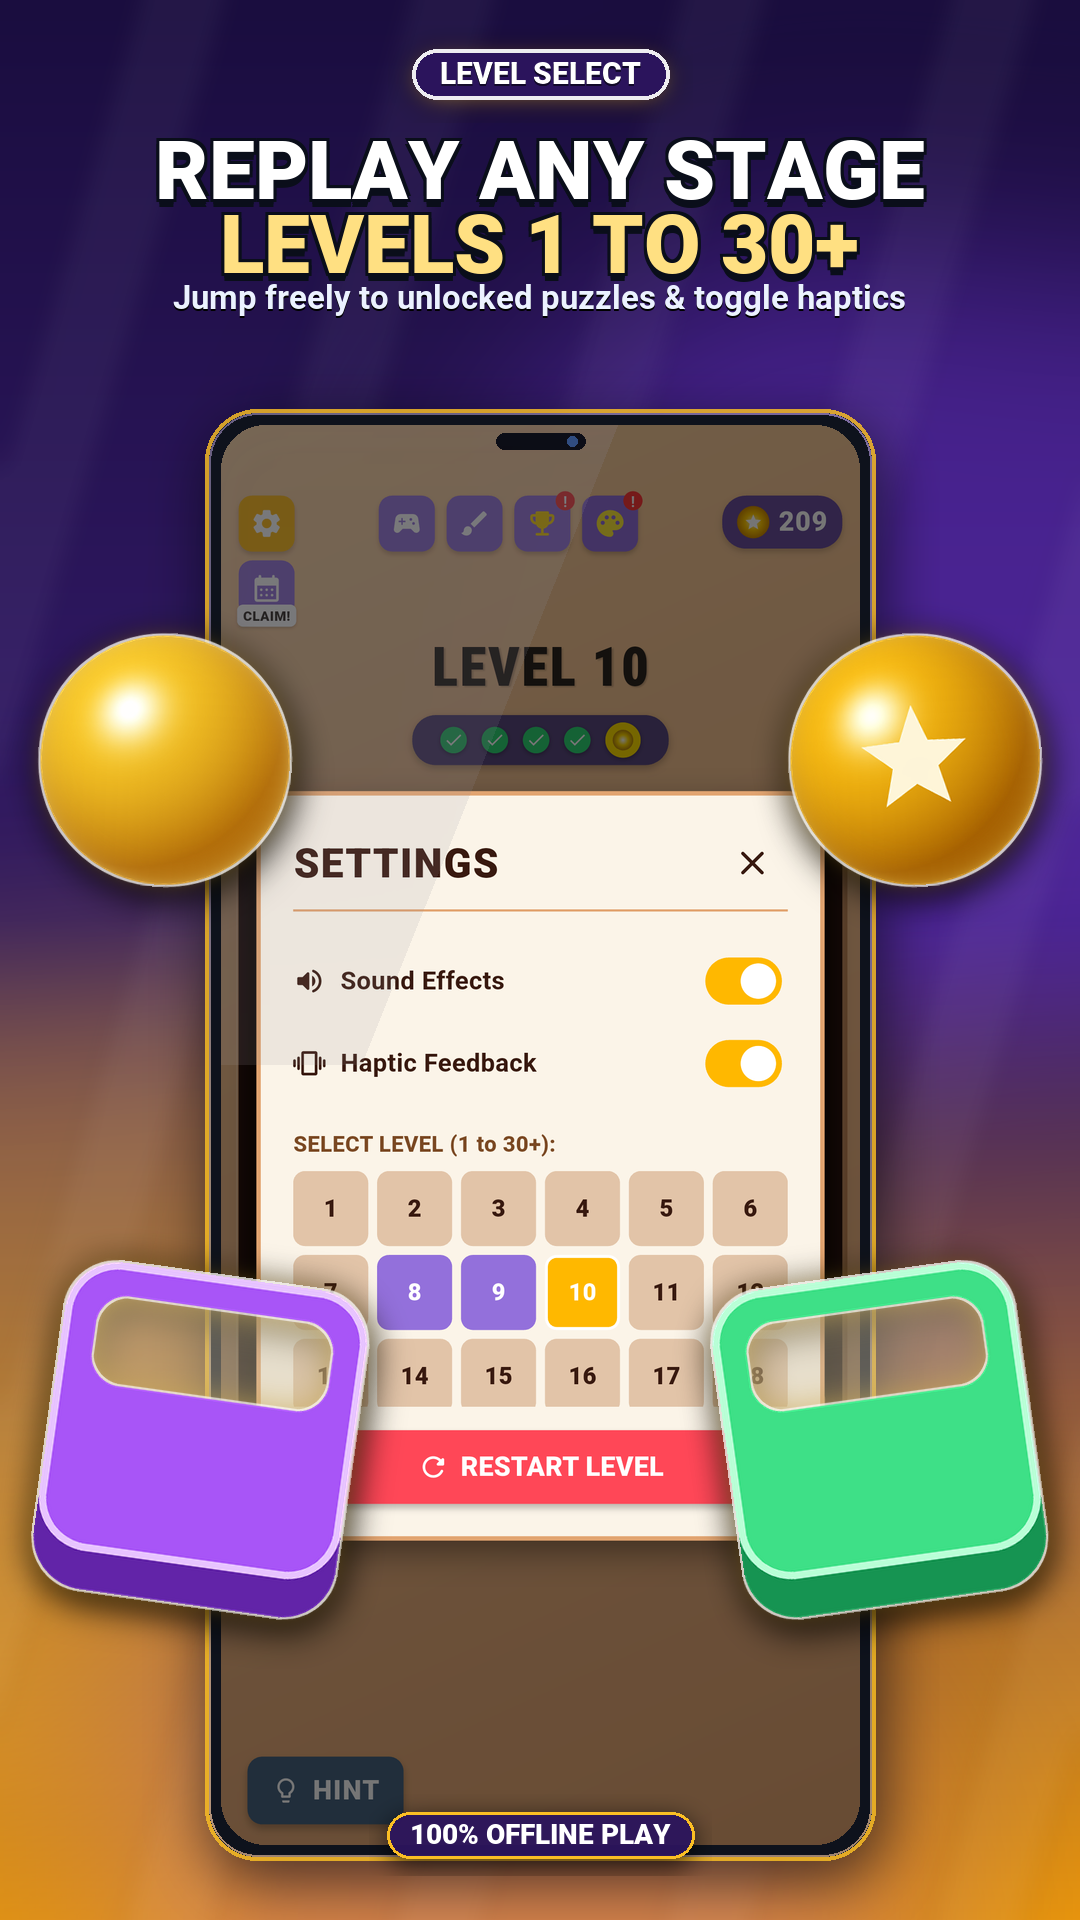 LEVEL SELECT
REPLAY ANY STAGE
LEVELS 1 TO 30+
Jump freely to unlocked puzzles & toggle haptics
209
CLAIM!
LEVEL 10
SETTINGS
Sound Effects
Haptic Feedback
SELECT LEVEL (1 to 30+):
1 2 3 4 5 6
7 8 9 10 11 12
14 15 16 17
RESTART LEVEL
HINT
100% OFFLINE PLAY